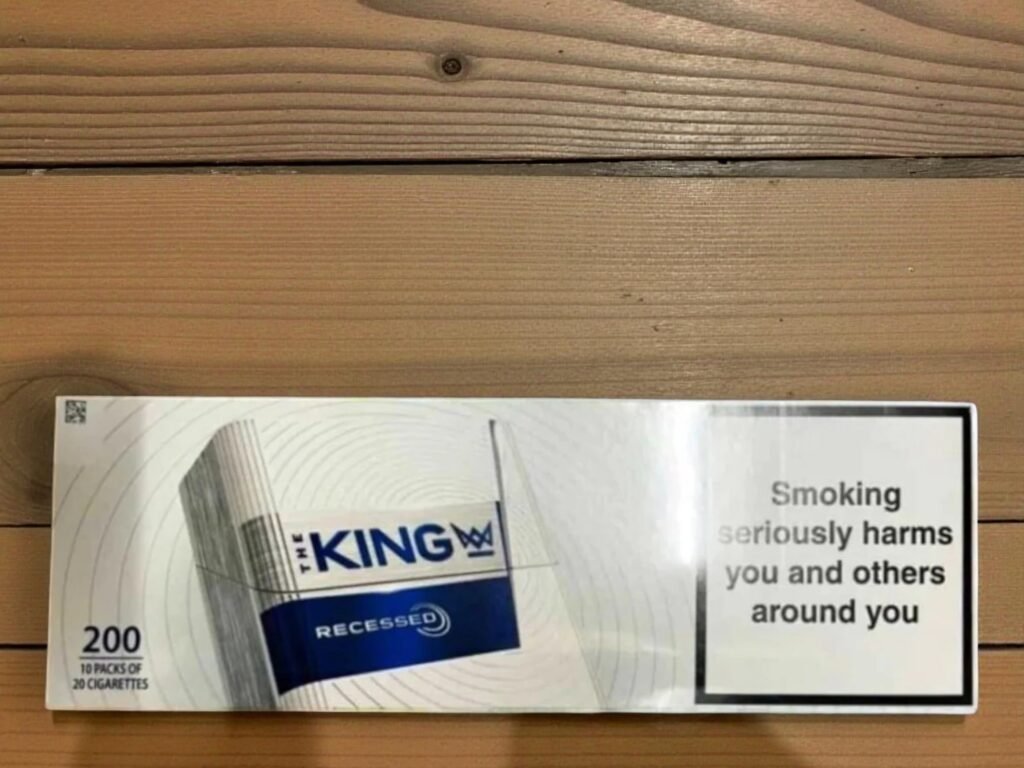 THE KING
RECESSED
200
10 PACKS OF
20 CIGARETTES
Smoking
seriously harms
you and others
around you